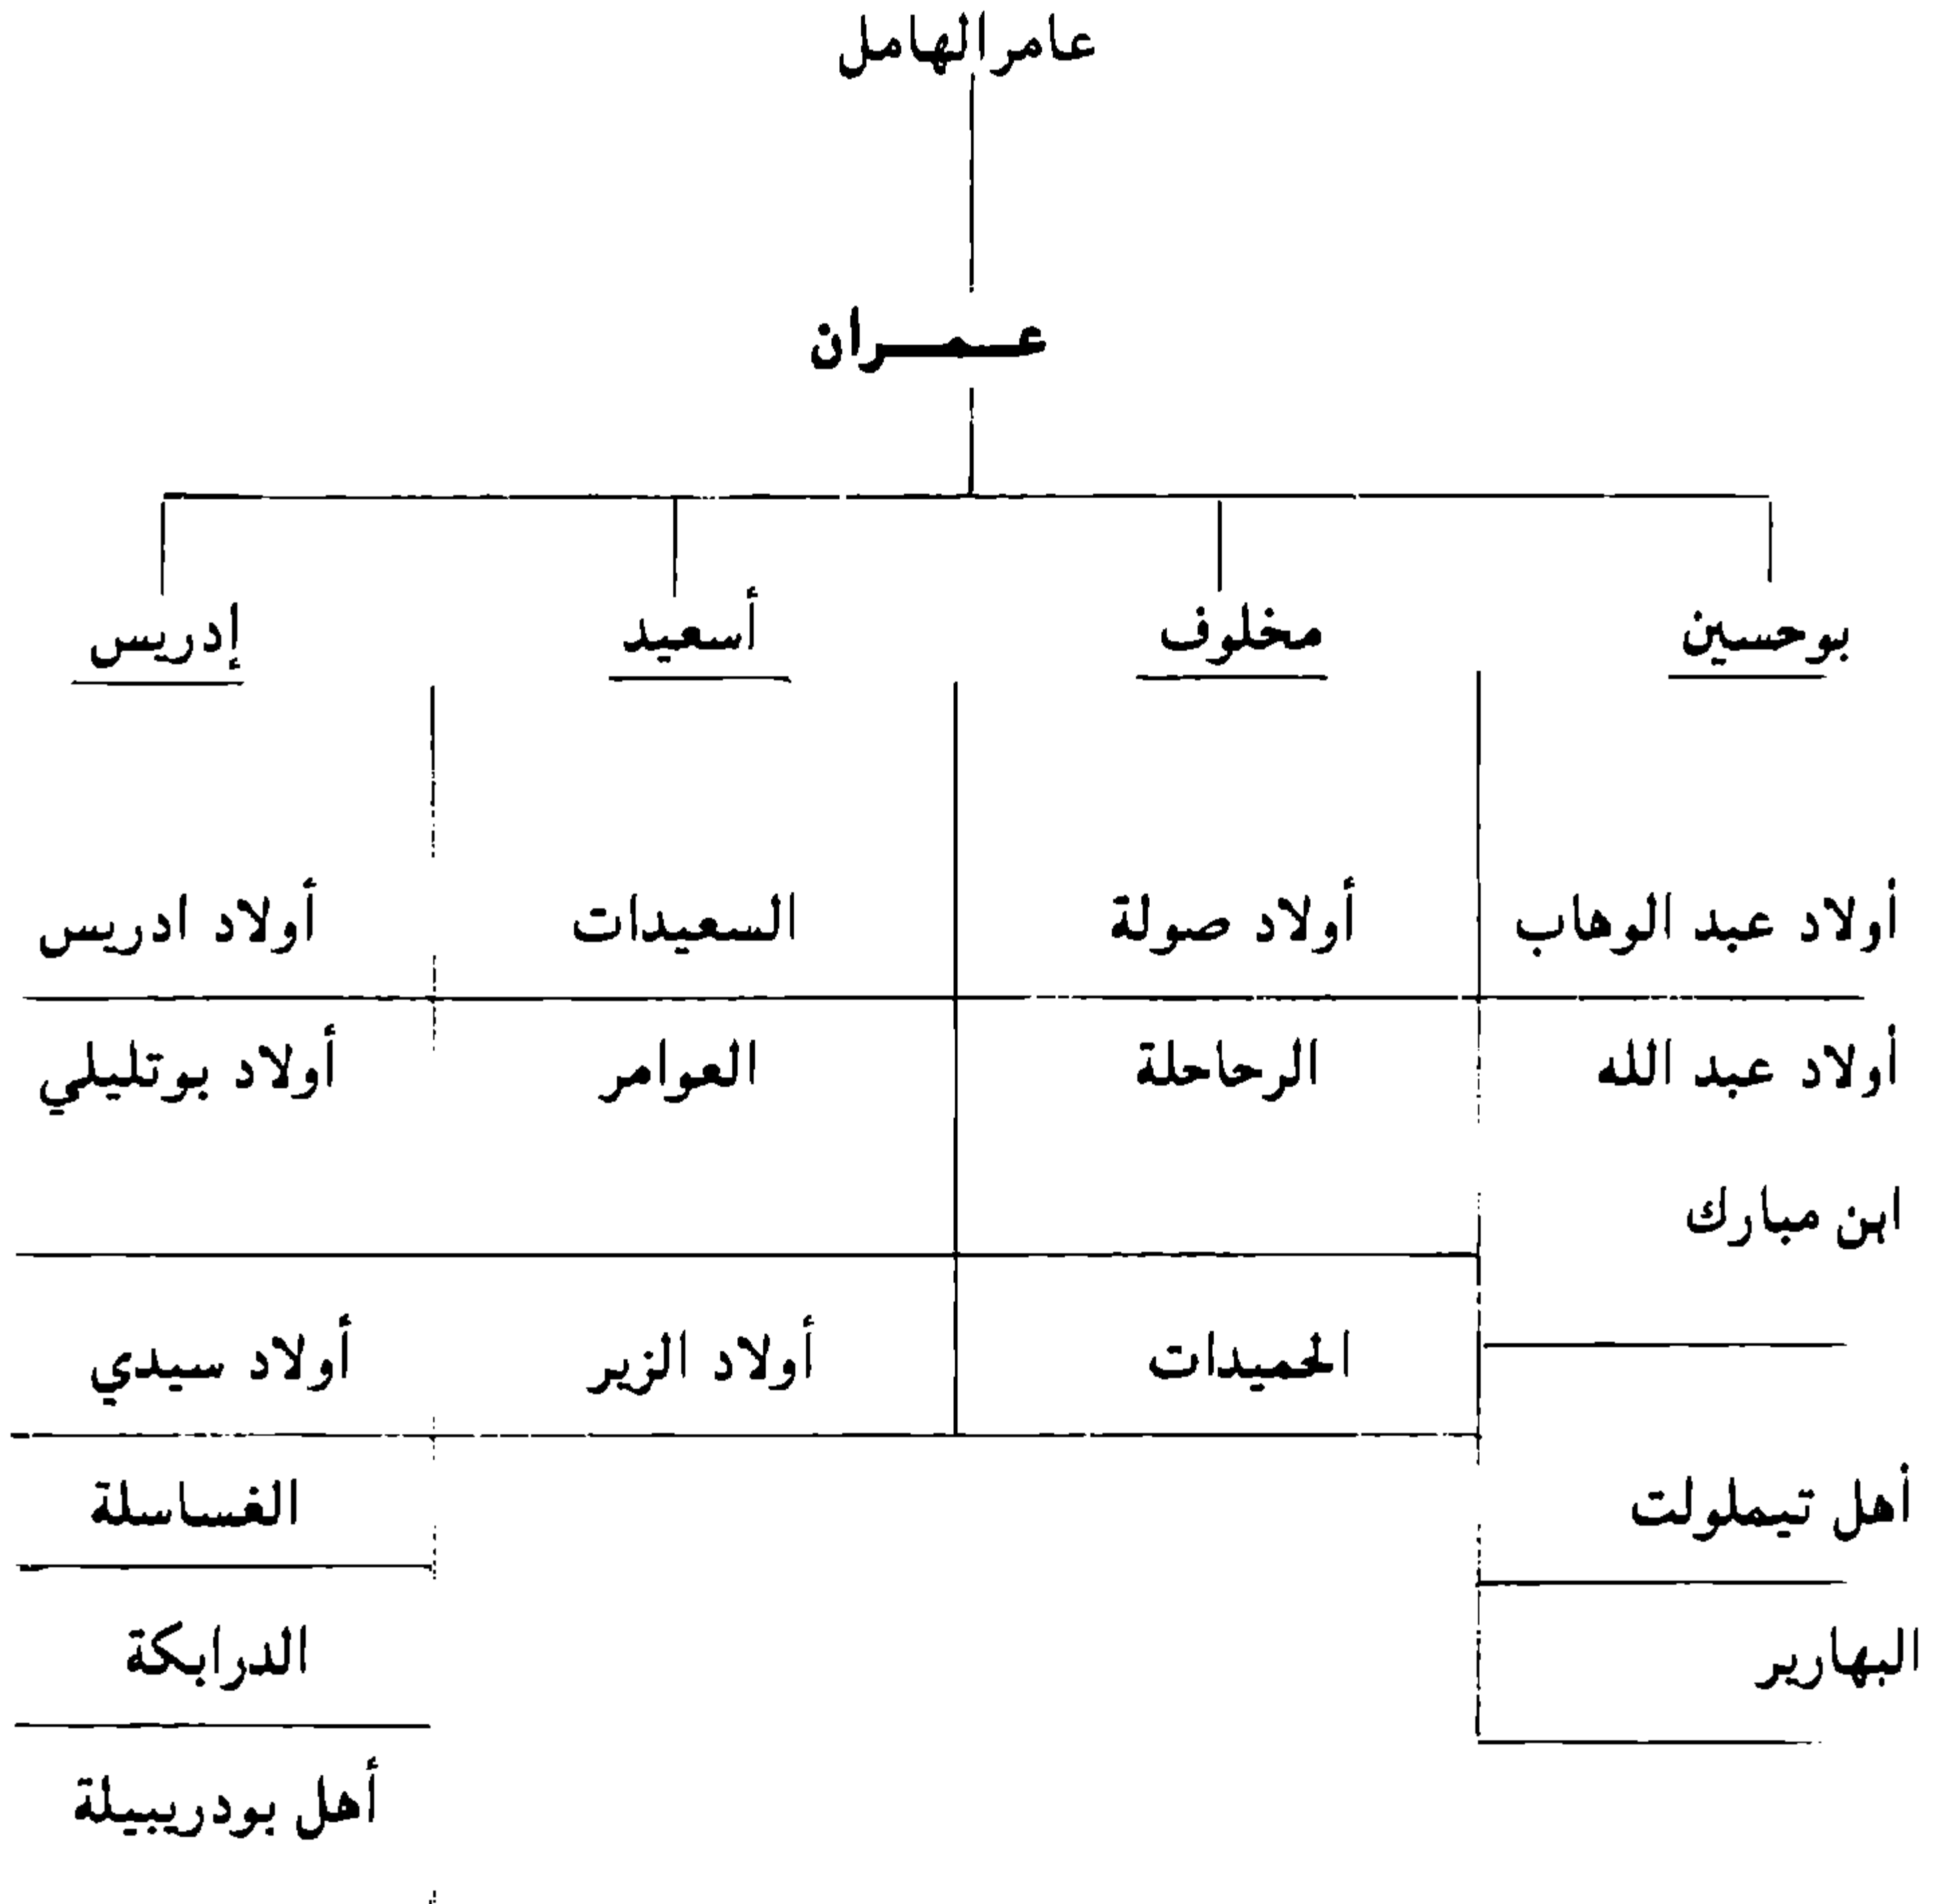 عامر الهامل
عمران
بوحسين مخلوف أسعيد إدريس
أولاد عبد الوهاب أولاد صولة السعيدات أولاد ادريس
أولاد عبد الله الرحاحلة العوامر أولاد بوتليلي
ابن مبارك
الحميدات أولاد الزير أولاد سيدي
أهل تيملولت الغساسلة
البهارير الدرابكة
أهل بودربيلة